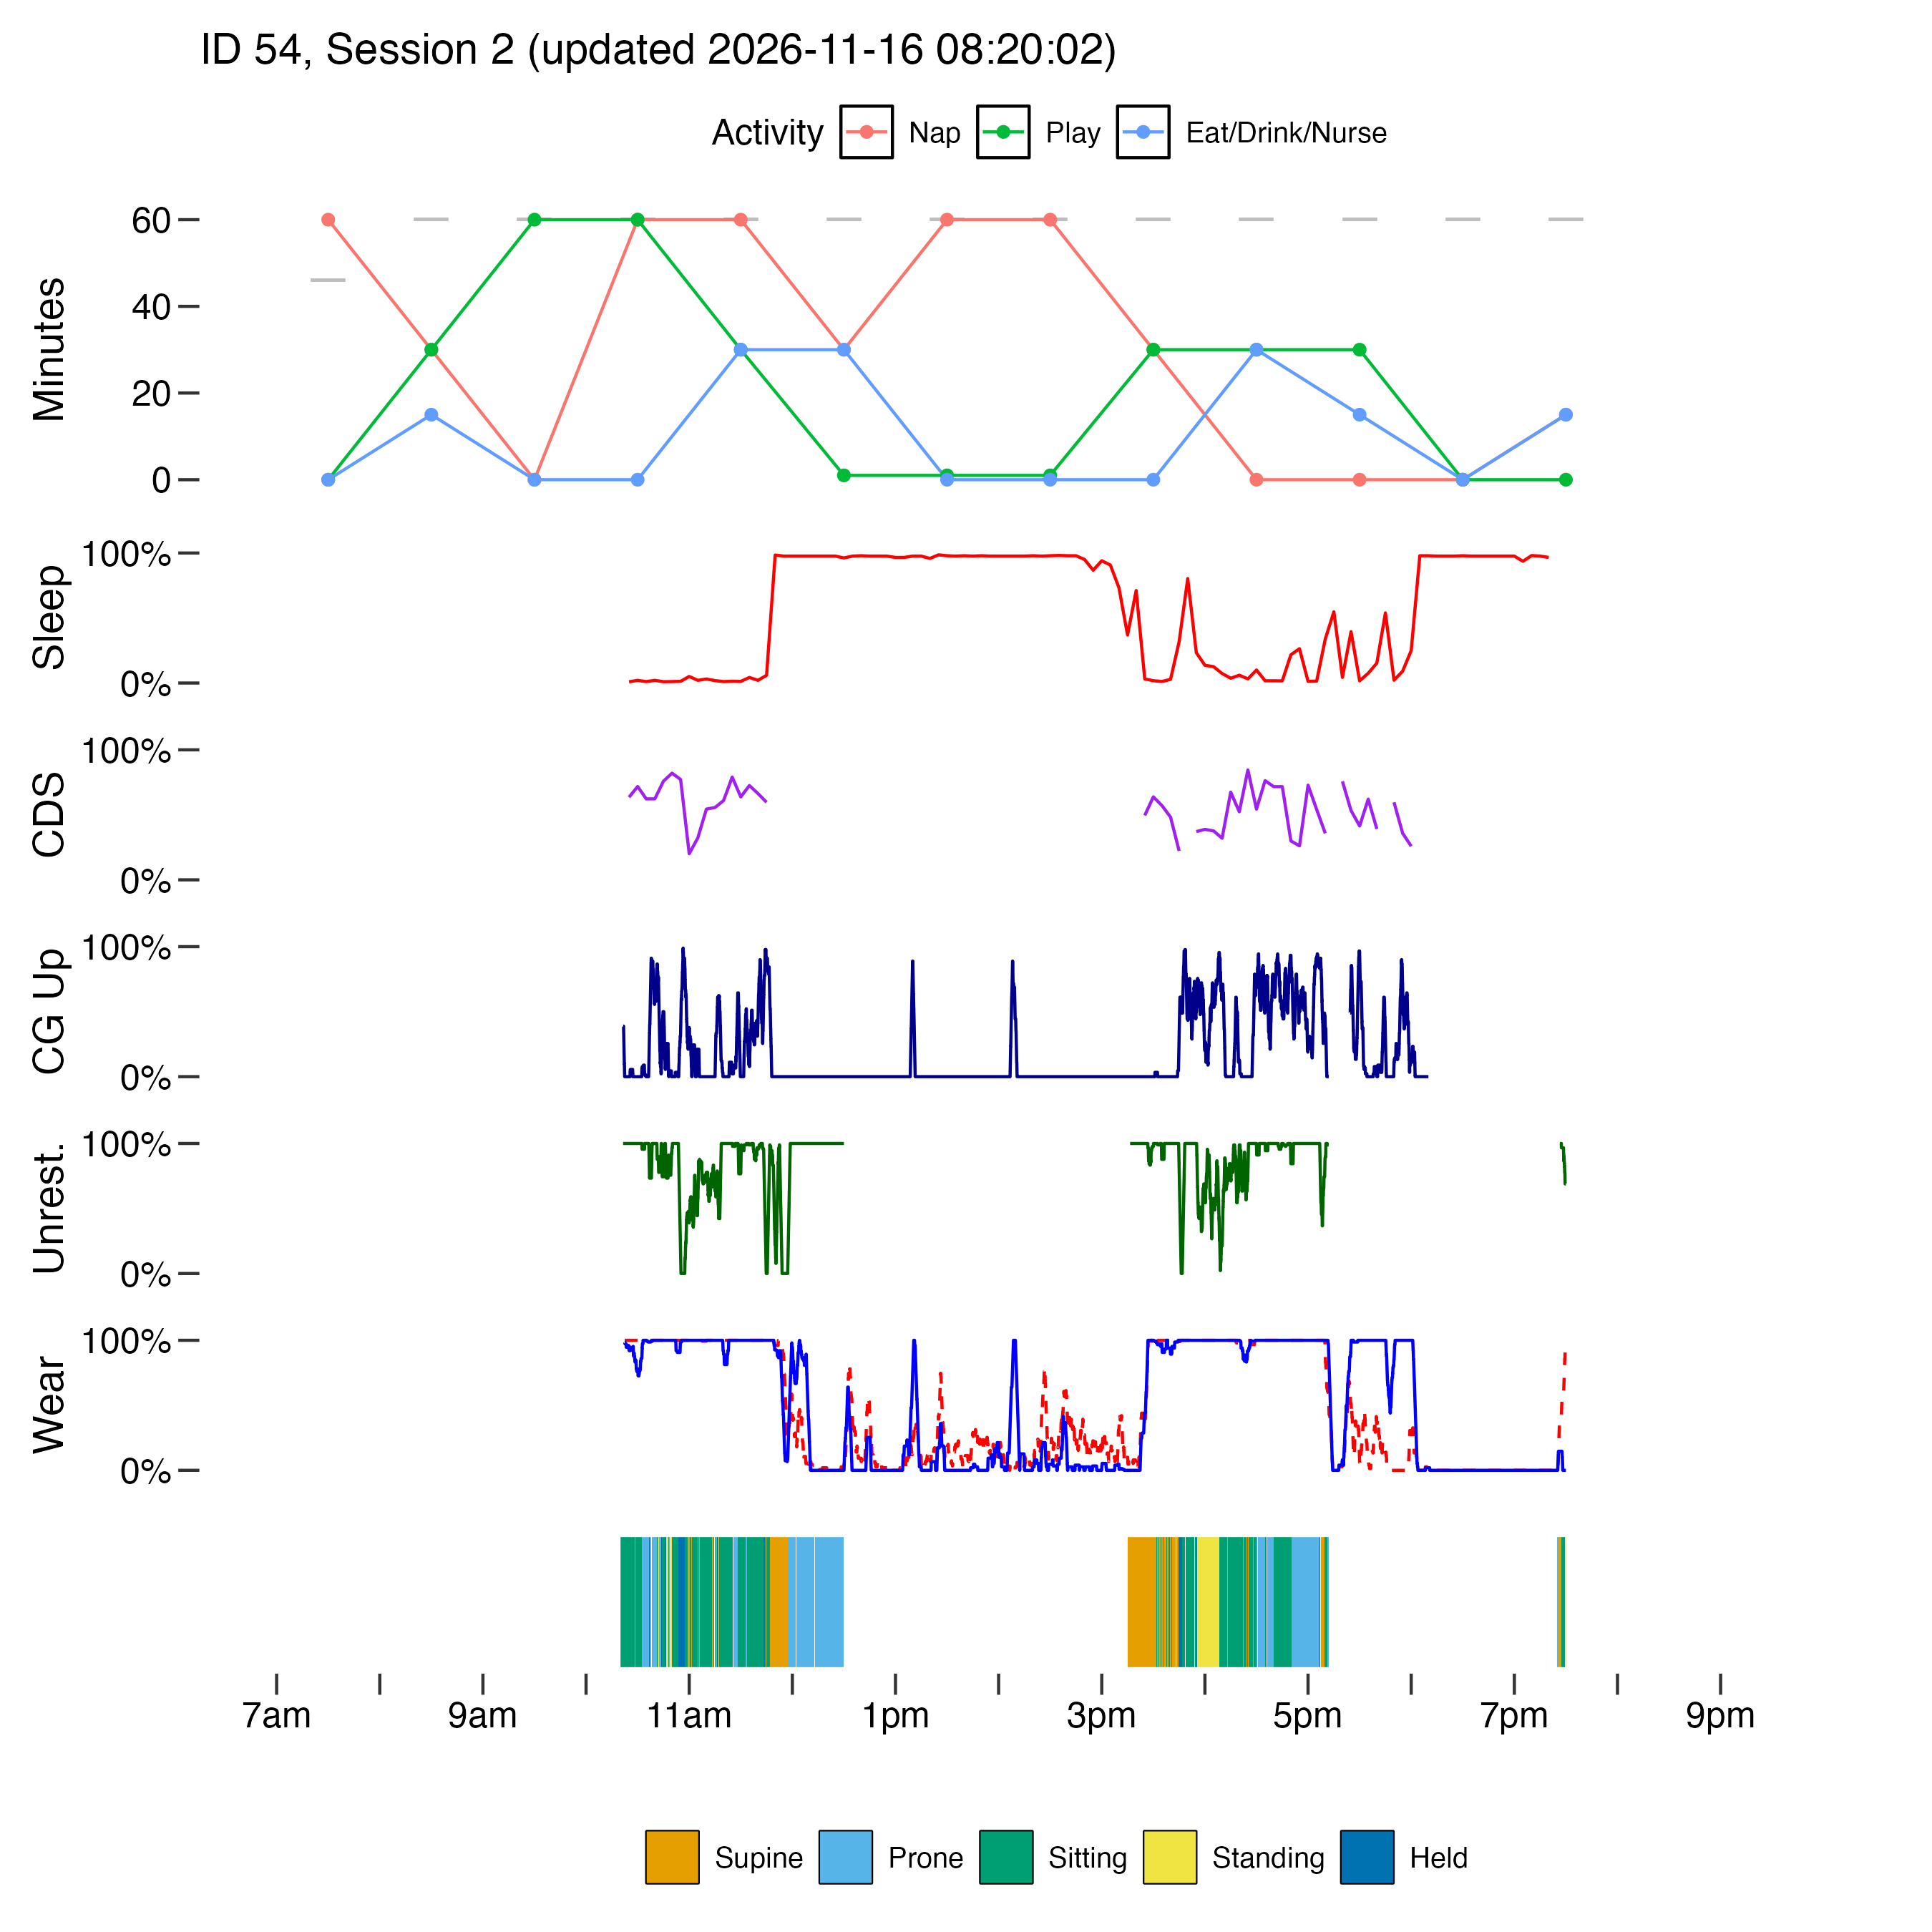 ID 54, Session 2 (updated 2026-11-16 08:20:02)
Activity Nap Play Eat/Drink/Nurse
Minutes
60
40
20
0
Sleep
100%
0%
CDS
100%
0%
CG Up
100%
0%
Unrest.
100%
0%
Wear
100%
0%
7am 9am 11am 1pm 3pm 5pm 7pm 9pm
Supine Prone Sitting Standing Held